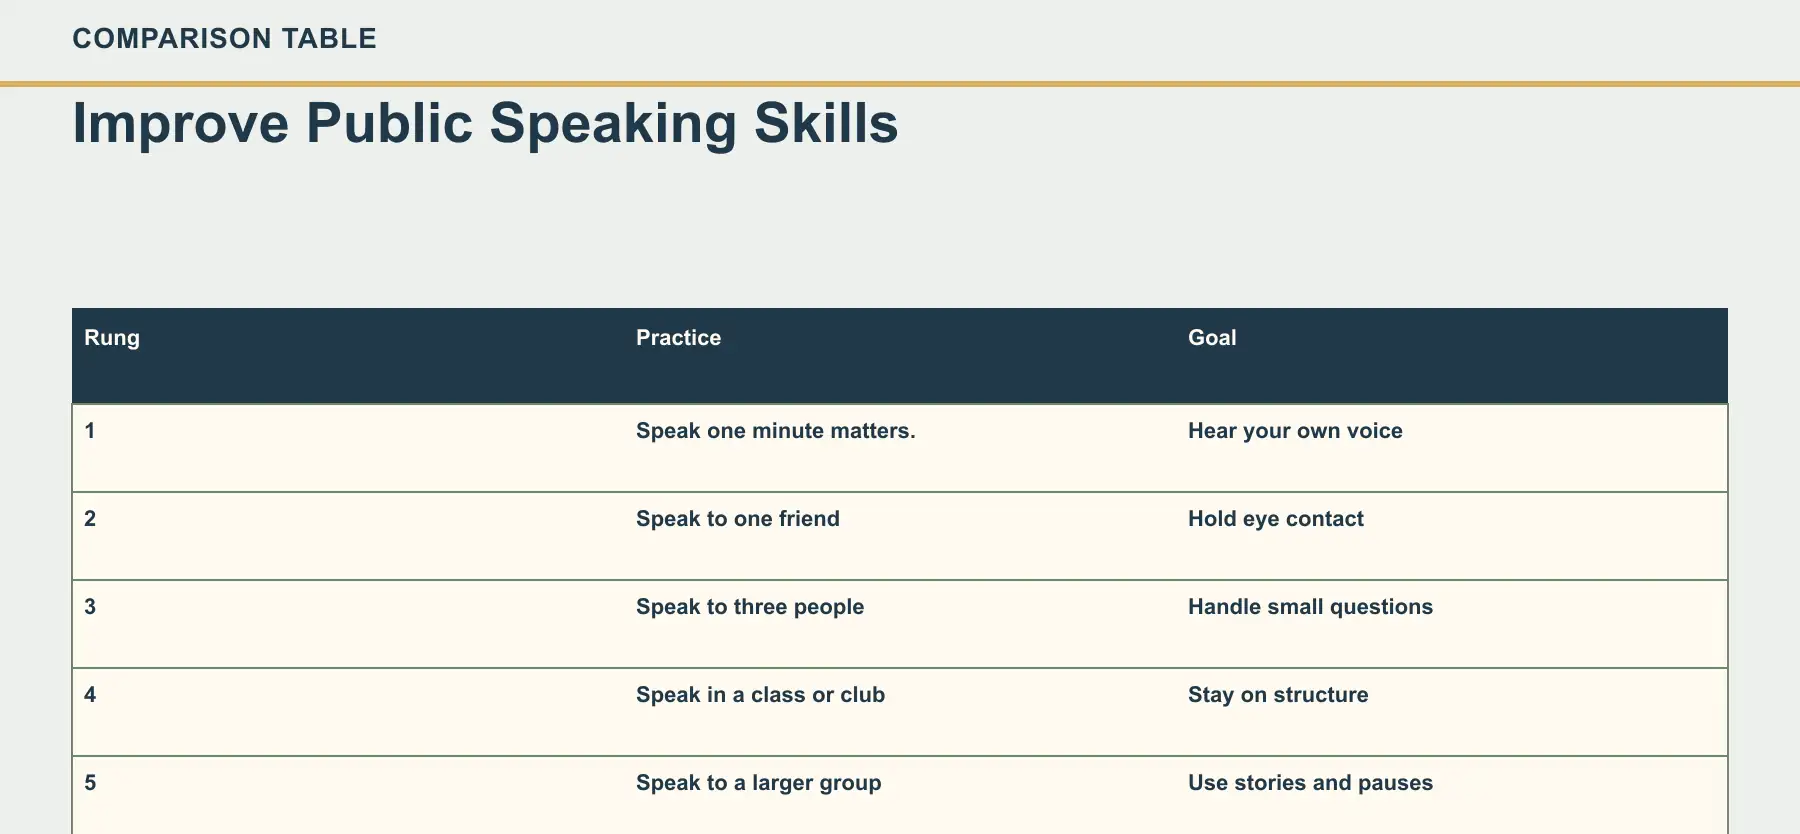 COMPARISON TABLE
Improve Public Speaking Skills
Rung Practice Goal
1 Speak one minute matters. Hear your own voice
2 Speak to one friend Hold eye contact
3 Speak to three people Handle small questions
4 Speak in a class or club Stay on structure
5 Speak to a larger group Use stories and pauses